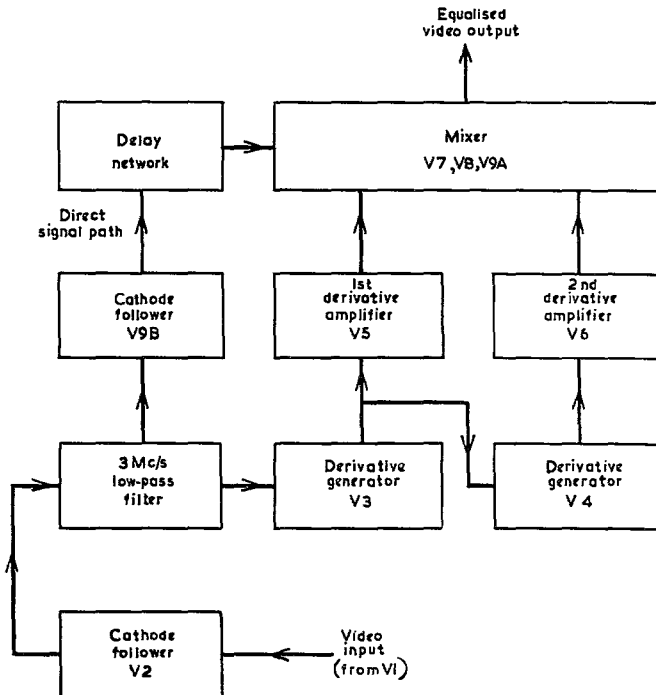 Equalised
video output
Delay
network
Mixer
V7,V8,V9A
Direct
signal path
Cathode
follower
V9B
1st
derivative
amplifier
V5
2nd
derivative
amplifier
V6
3Mc/s
low-pass
filter
Derivative
generator
V3
Derivative
generator
V4
Cathode
follower
V2
Video
input
(from V1)